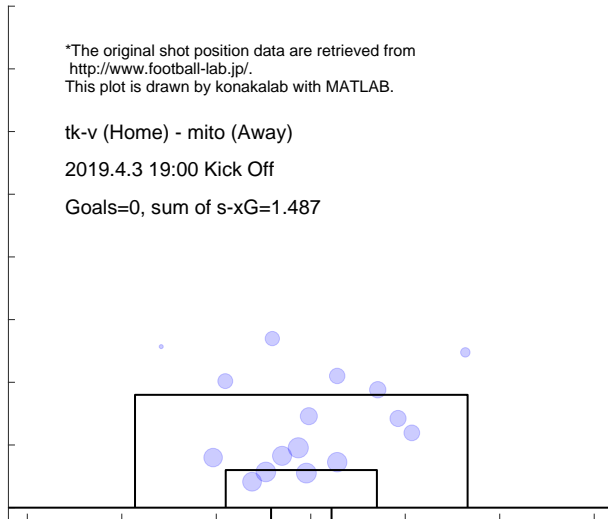 *The original shot position data are retrieved from
http://www.football-lab.jp/.
This plot is drawn by konakalab with MATLAB.
tk-v (Home) - mito (Away)
2019.4.3 19:00 Kick Off
Goals=0, sum of s-xG=1.487